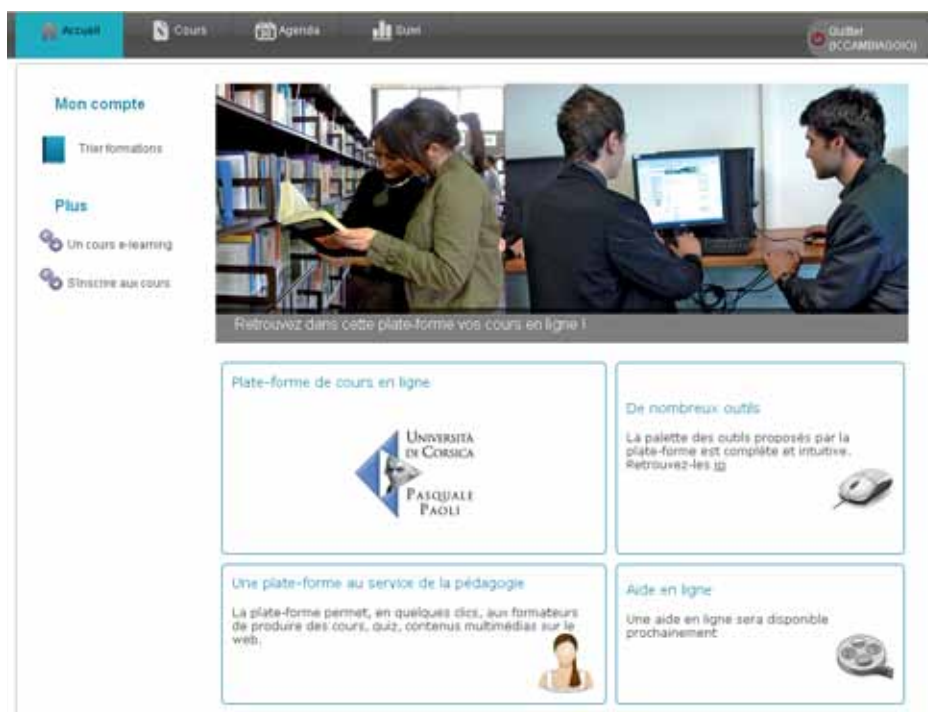 Accueil
Cours
Agenda
Suivi
Quitter
Mon compte
Trier formations
Plus
Un cours e-learning
S'inscrire aux cours
Retrouvez dans cette plate-forme vos cours en ligne !
Plate-forme de cours en ligne
UNIVERSITÀ
DI CORSICA
PASQUALE
PAOLI
De nombreux outils
La palette des outils proposés par la
plate-forme est complète et intuitive.
Retrouvez-les ici
Une plate-forme au service de la pédagogie
La plate-forme permet, en quelques clics, aux formateurs
de produire des cours, quiz, contenus multimédias sur le
web.
Aide en ligne
Une aide en ligne sera disponible
prochainement